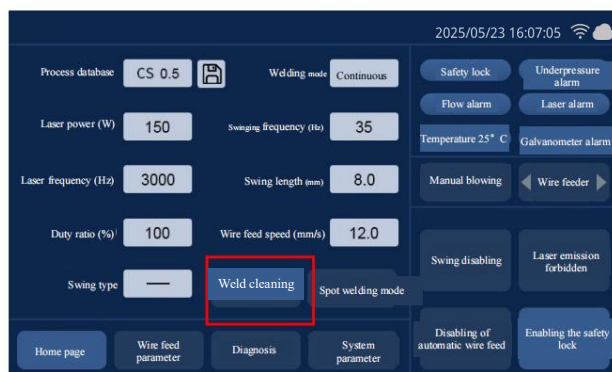 2025/05/23 16:07:05
Process database CS 0.5 Welding mode Continuous
Laser power (W) 150 Swinging frequency (Hz) 35
Laser frequency (Hz) 3000 Swing length (mm) 8.0
Duty ratio (%) 100 Wire feed speed (mm/s) 12.0
Swing type — Weld cleaning Spot welding mode
Safety lock Underpressure
alarm
Flow alarm Laser alarm
Temperature 25° C Galvanometer alarm
Manual blowing Wire feeder
Swing disabling Laser emission
forbidden
Disabling of
automatic wire feed
Enabling the safety
lock
Home page
Wire feed
parameter
Diagnosis
System
parameter